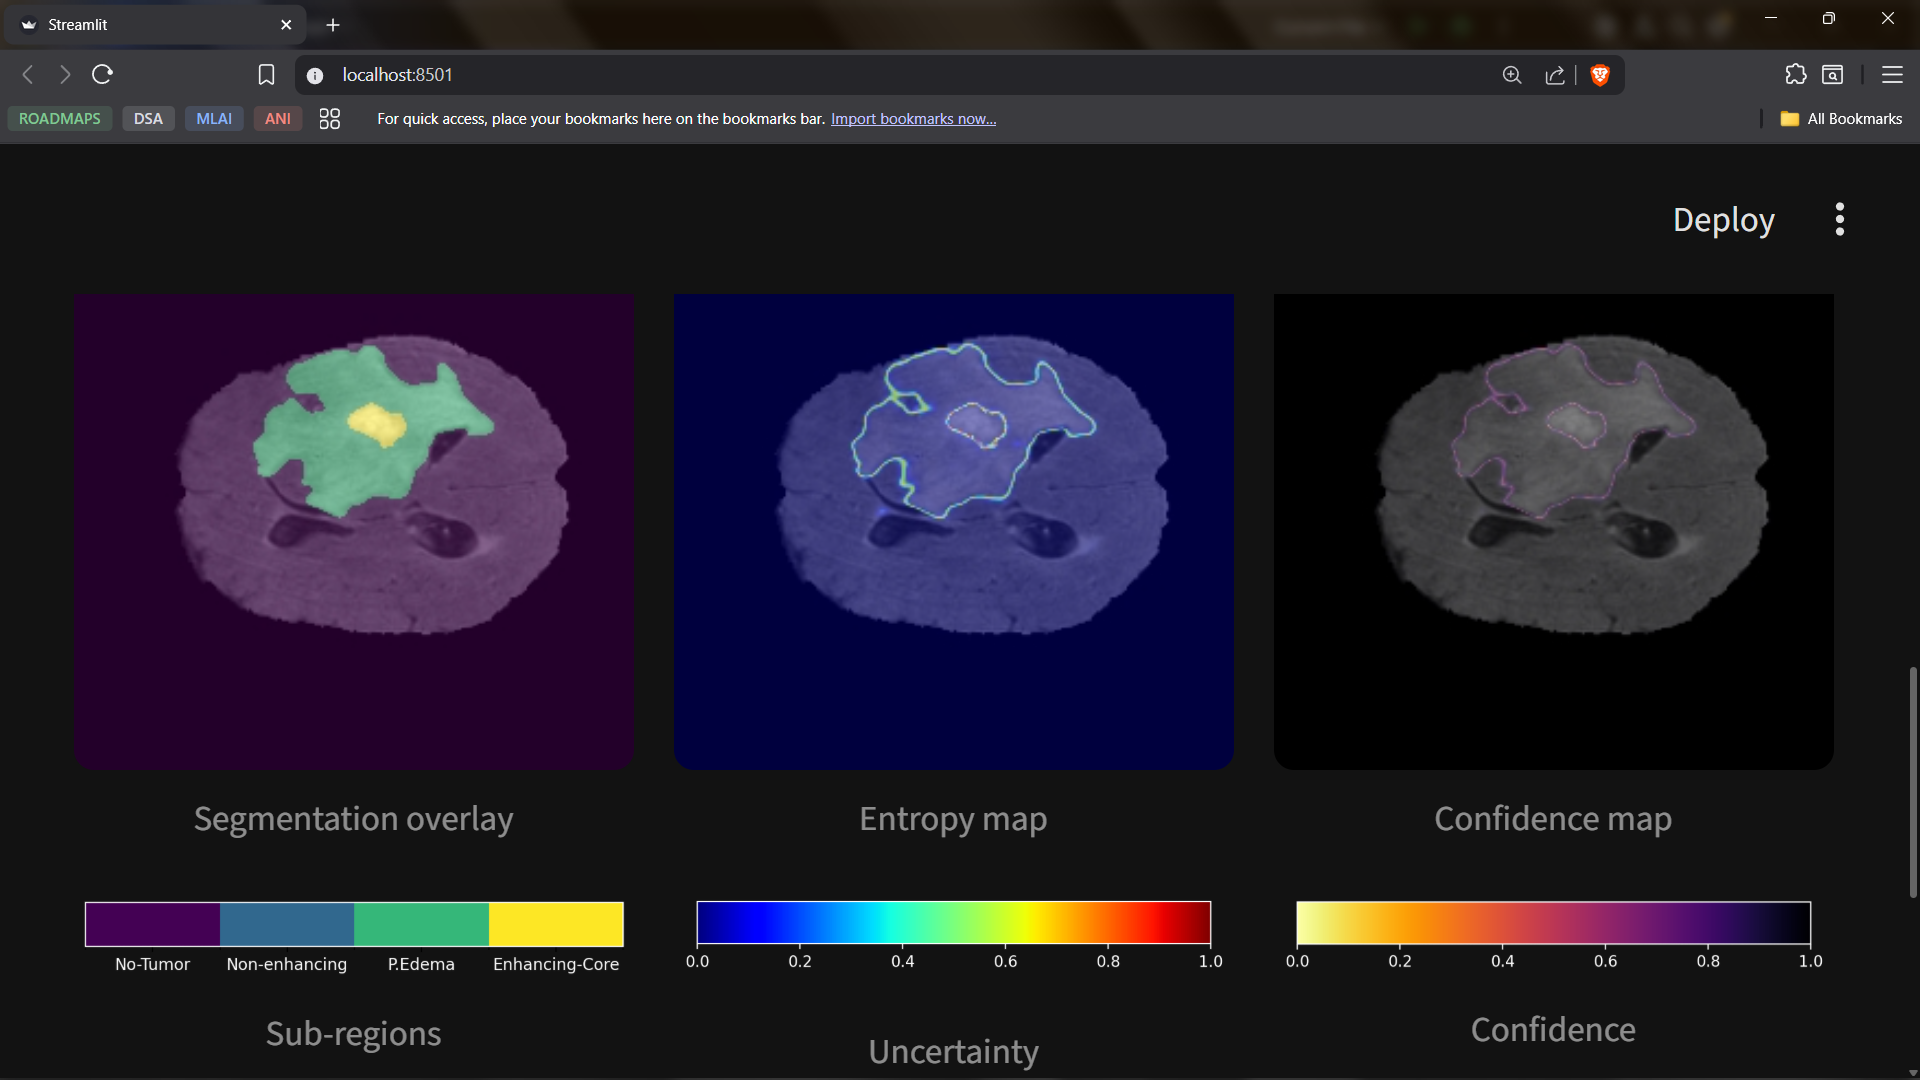 Streamlit
localhost:8501
ROADMAPS DSA MLAI ANI For quick access, place your bookmarks here on the bookmarks bar. Import bookmarks now... All Bookmarks
Deploy
Segmentation overlay
Entropy map
Confidence map
No-Tumor Non-enhancing P.Edema Enhancing-Core
0.0 0.2 0.4 0.6 0.8 1.0
0.0 0.2 0.4 0.6 0.8 1.0
Sub-regions
Uncertainty
Confidence